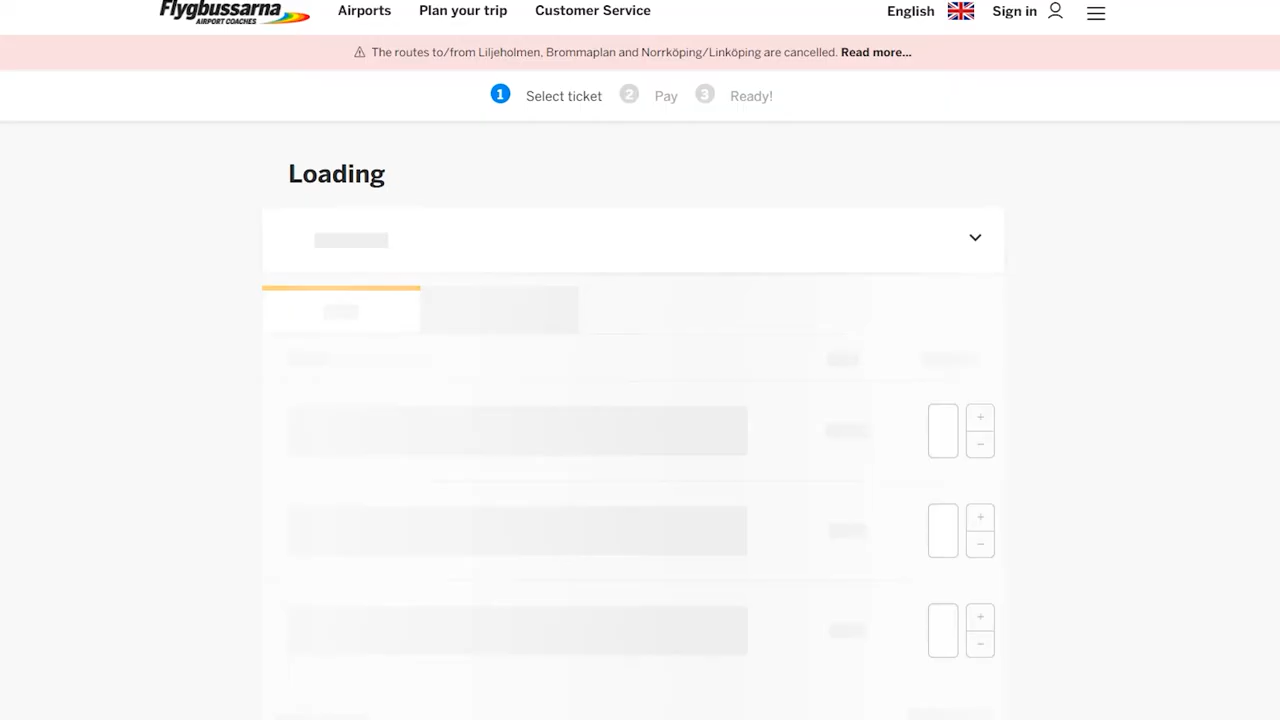 Flygbussarna
AIRPORT COACHES
Airports
Plan your trip
Customer Service
English
Sign in
The routes to/from Liljeholmen, Brommaplan and Norrköping/Linköping are cancelled. Read more...
1 Select ticket
2 Pay
3 Ready!
Loading
+
−
+
−
+
−